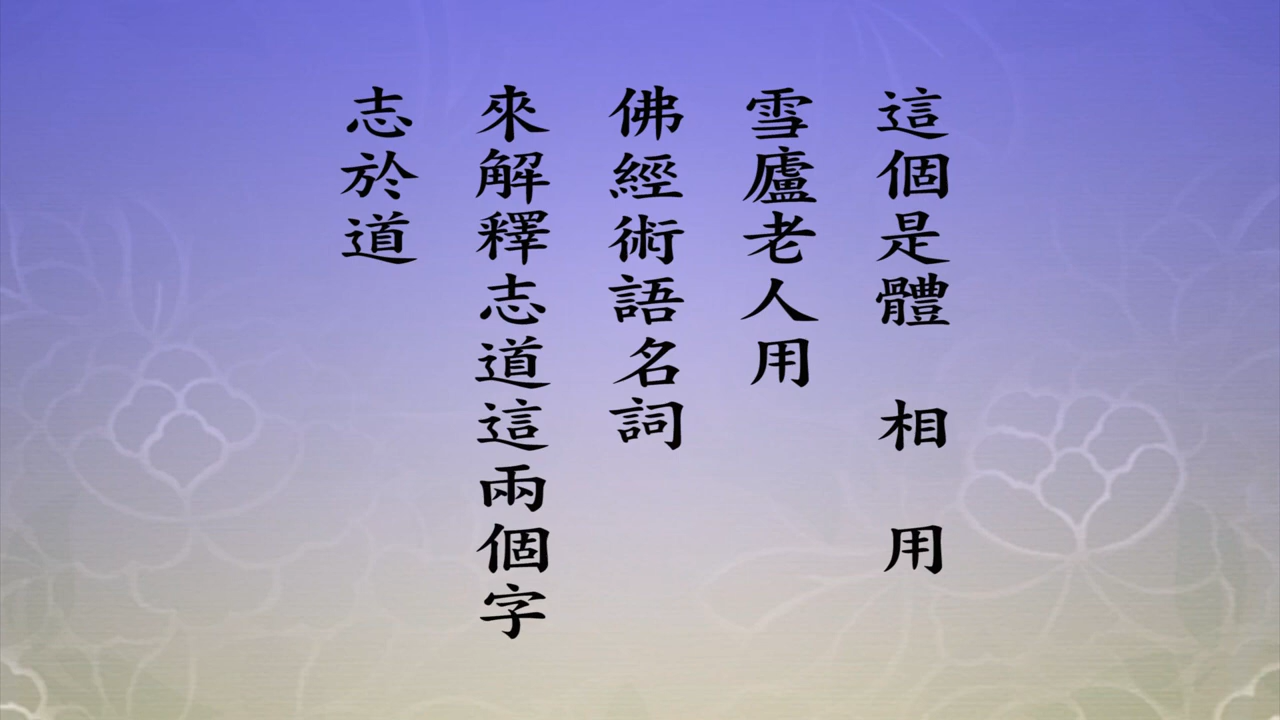 這個是體 相 用
雪廬老人用
佛經術語名詞
來解釋志道這兩個字
志於道